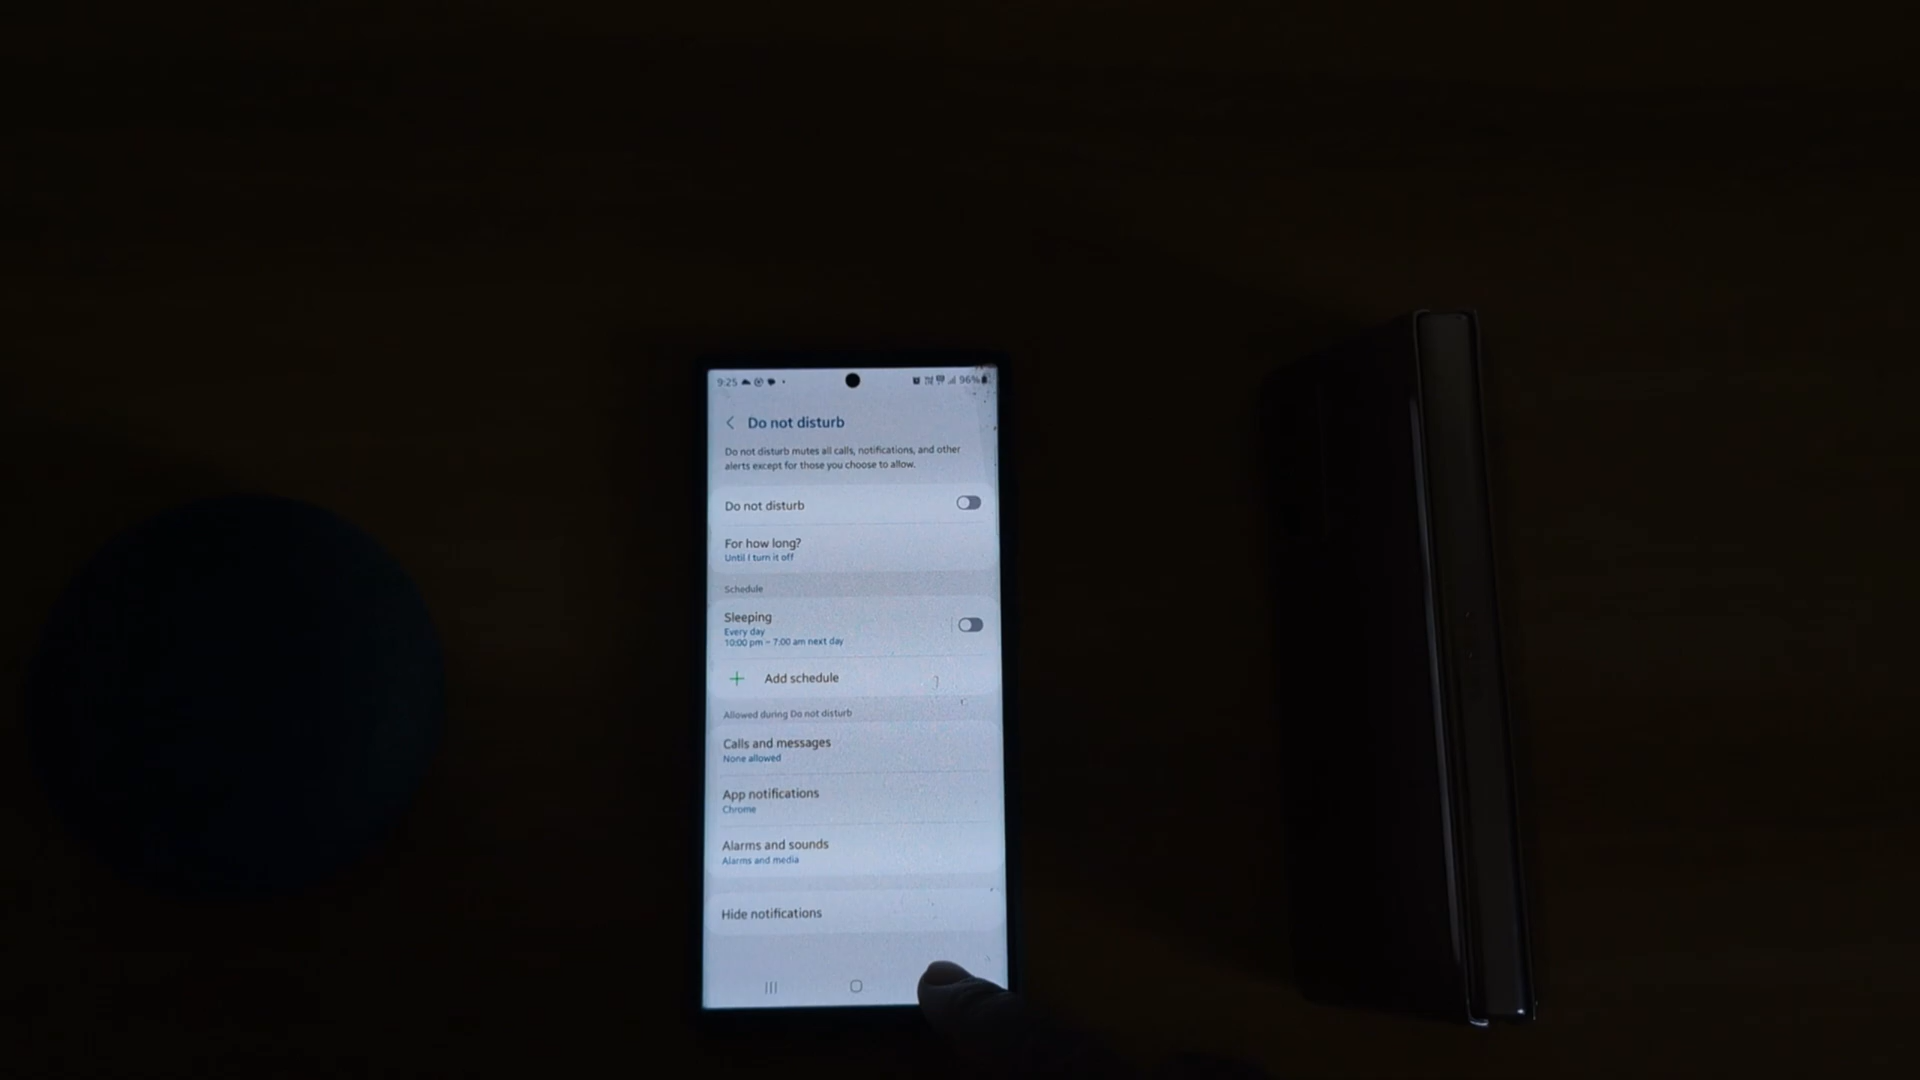 9:25 96%
Do not disturb
Do not disturb mutes all calls, notifications, and other
alerts except for those you choose to allow.
Do not disturb
For how long?
Until I turn it off
Schedule
Sleeping
Every day
10:00 pm – 7:00 am next day
Add schedule
Allowed during Do not disturb
Calls and messages
None allowed
App notifications
Chrome
Alarms and sounds
Alarms and media
Hide notifications